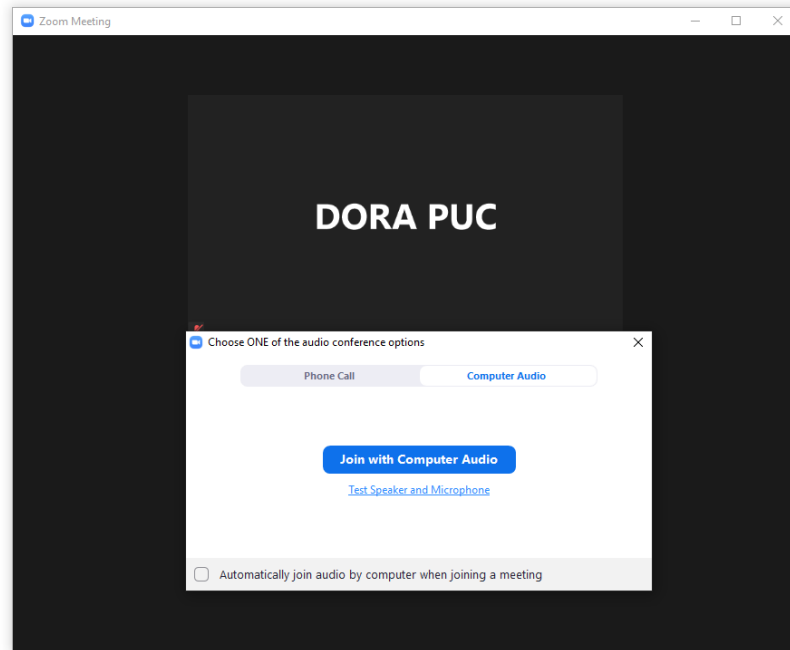 Zoom Meeting
DORA PUC
Choose ONE of the audio conference options
Phone Call
Computer Audio
Join with Computer Audio
Test Speaker and Microphone
Automatically join audio by computer when joining a meeting